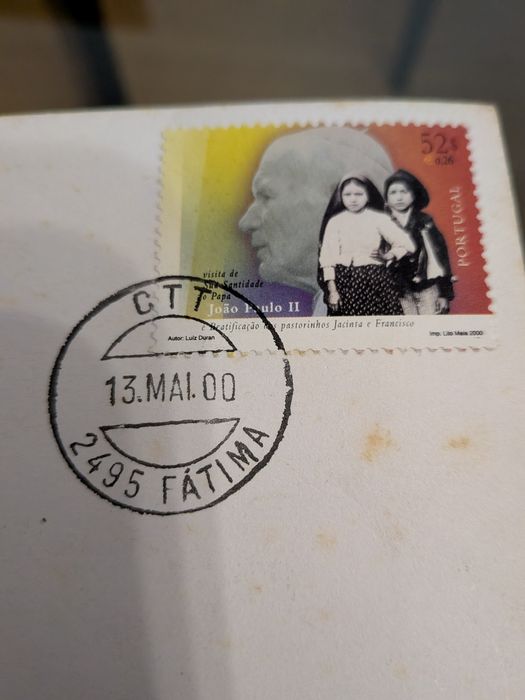 52$
€ 0,26
PORTUGAL
visita de
Sua Santidade
o Papa
João Paulo II
e Beatificação dos pastorinhos Jacinta e Francisco
Autor: Luiz Duran
Imp: Lito Maia 2000
CTT
13.MAI.00
2495 FÁTIMA